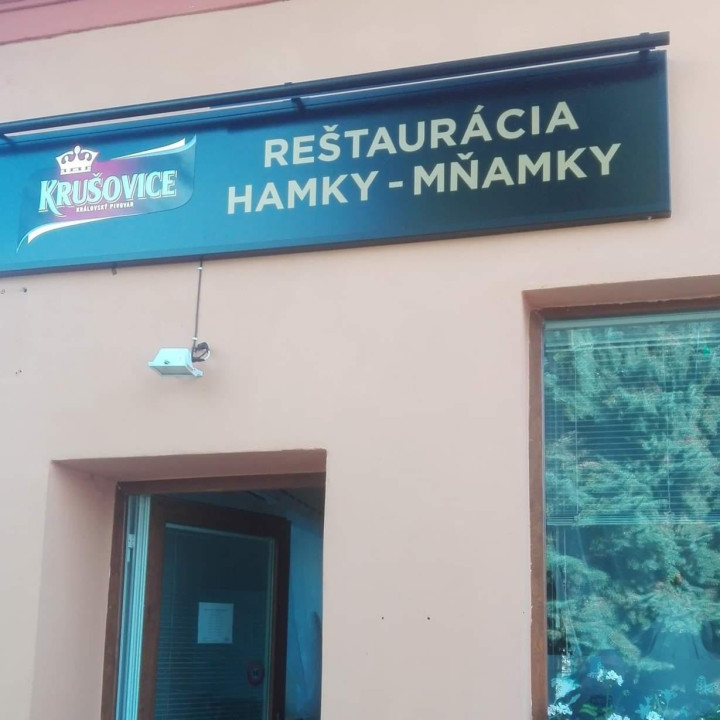 KRUŠOVICE
KRÁLOVSKÝ PIVOVAR
REŠTAURÁCIA
HAMKY - MŇAMKY